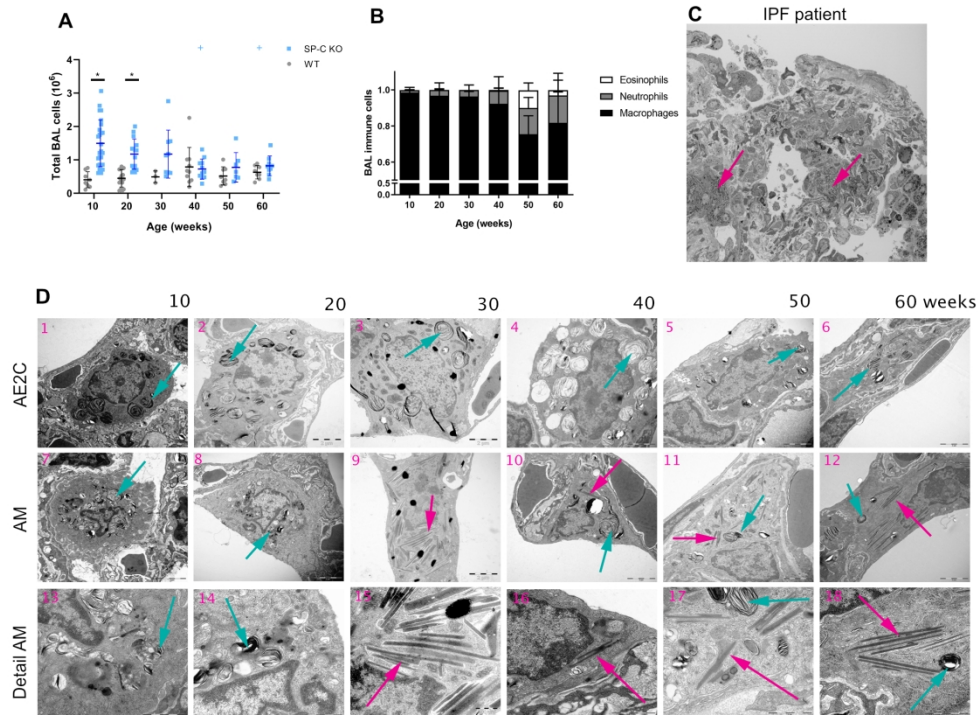 A
SP-C KO
WT
Total BAL cells (10⁶)
4
3
2
1
0
* *
+ +
10 20 30 40 50 60
Age (weeks)
B
BAL immune cells
1.0
0.8
0.6
0.5
0.0
10 20 30 40 50 60
Age (weeks)
Eosinophils
Neutrophils
Macrophages
C
IPF patient
D
10 20 30 40 50 60 weeks
AE2C
1 2 3 4 5 6
AM
7 8 9 10 11 12
Detail AM
13 14 15 16 17 18